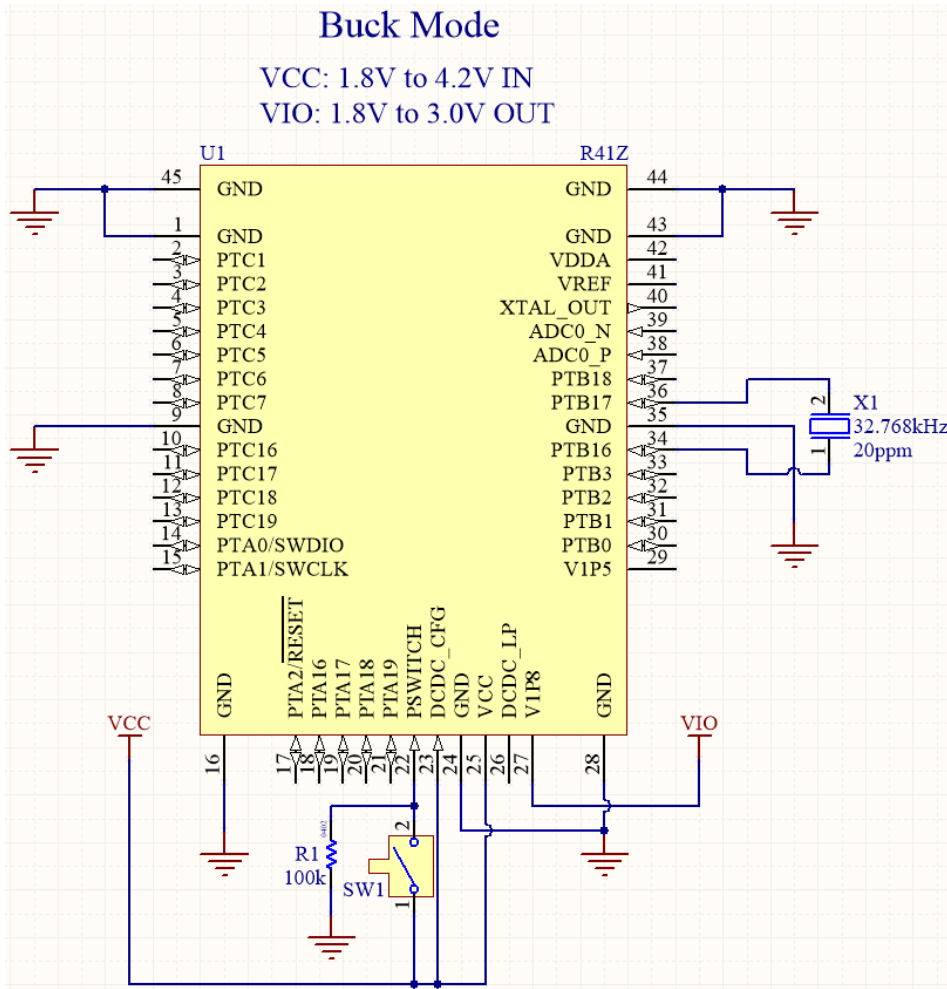 Buck Mode
VCC: 1.8V to 4.2V IN
VIO: 1.8V to 3.0V OUT
U1
R41Z
45 GND
GND 44
1 GND
GND 43
2 PTC1
VDDA 42
3 PTC2
VREF 41
4 PTC3
XTAL_OUT 40
5 PTC4
ADC0_N 39
6 PTC5
ADC0_P 38
7 PTC6
PTB18 37
8 PTC7
PTB17 36
9 GND
GND 35
10 PTC16
PTB16 34
11 PTC17
PTB3 33
12 PTC18
PTB2 32
13 PTC19
PTB1 31
14 PTA0/SWDIO
PTB0 30
15 PTA1/SWCLK
V1P5 29
2
X1
32.768kHz
1
20ppm
GND 16
PTA2/RESET 17
PTA16 18
PTA17 19
PTA18 20
PTA19 21
PSWITCH 22
DCDC_CFG 23
GND 24
VCC 25
DCDC_LP 26
V1P8 27
GND 28
VCC
VIO
0402
R1
100k
2
SW1
1